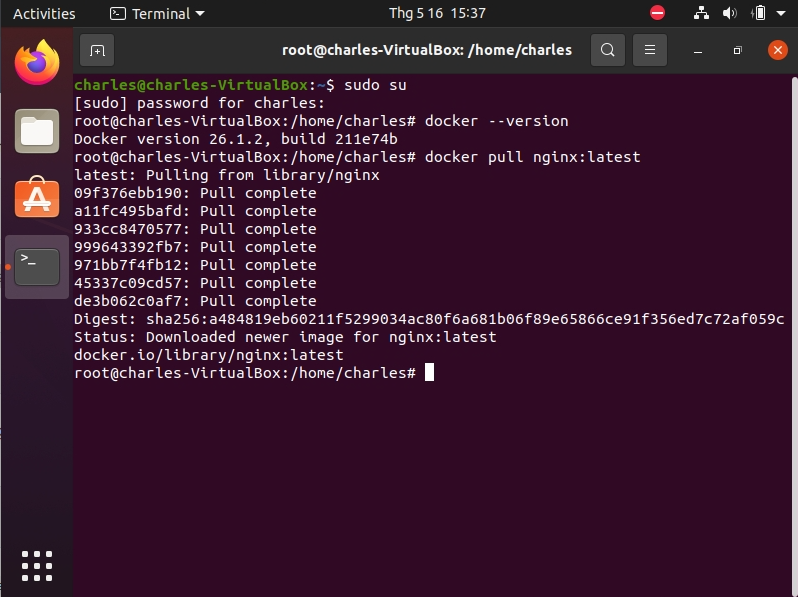 Activities Terminal Thg 5 16 15:37
root@charles-VirtualBox: /home/charles
charles@charles-VirtualBox:~$ sudo su
[sudo] password for charles:
root@charles-VirtualBox:/home/charles# docker --version
Docker version 26.1.2, build 211e74b
root@charles-VirtualBox:/home/charles# docker pull nginx:latest
latest: Pulling from library/nginx
09f376ebb190: Pull complete
a11fc495bafd: Pull complete
933cc8470577: Pull complete
999643392fb7: Pull complete
971bb7f4fb12: Pull complete
45337c09cd57: Pull complete
de3b062c0af7: Pull complete
Digest: sha256:a484819eb60211f5299034ac80f6a681b06f89e65866ce91f356ed7c72af059c
Status: Downloaded newer image for nginx:latest
docker.io/library/nginx:latest
root@charles-VirtualBox:/home/charles#